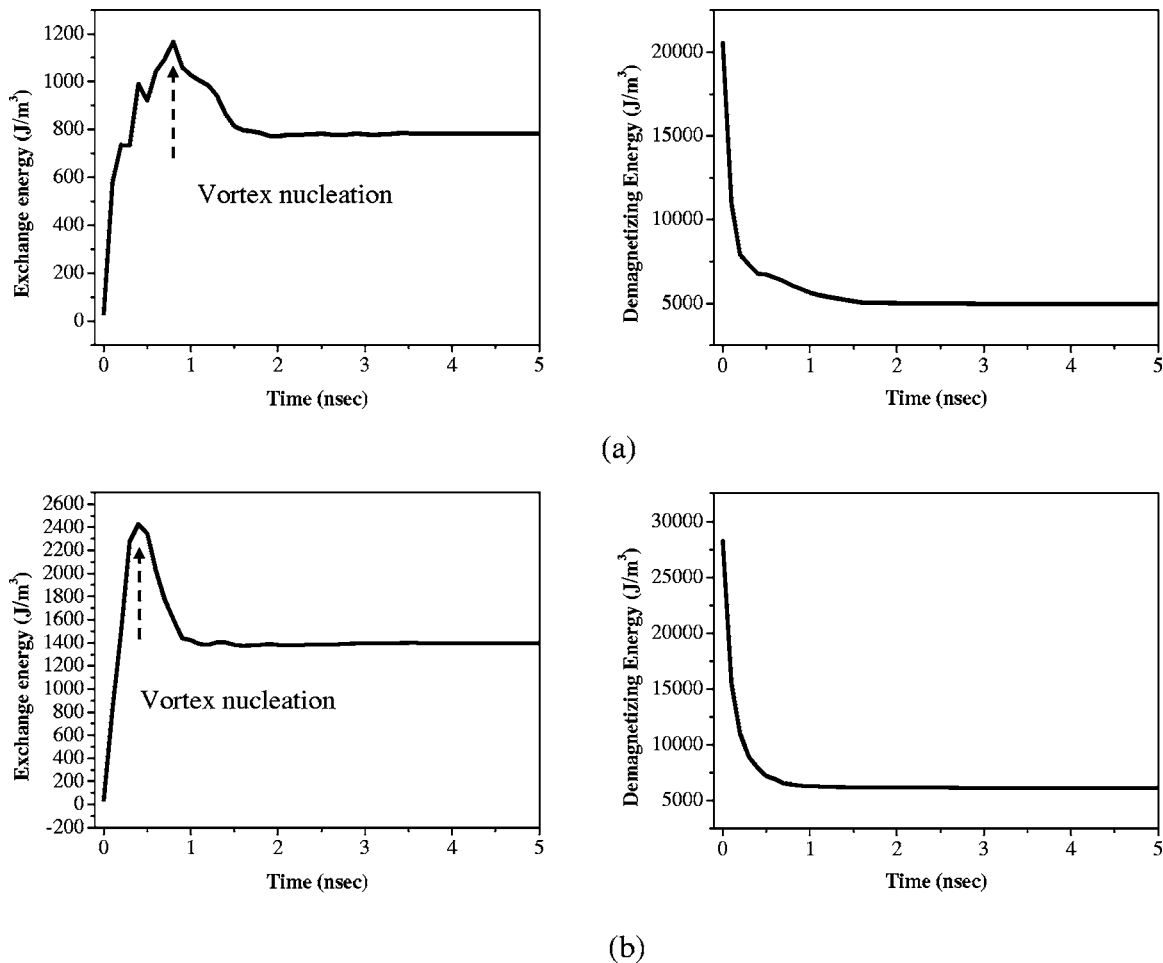 1200
1000
800
600
400
200
0
Exchange energy (J/m³)
Vortex nucleation
0 1 2 3 4 5
Time (nsec)
20000
15000
10000
5000
Demagnetizing Energy (J/m³)
0 1 2 3 4 5
Time (nsec)
(a)
2600
2400
2200
2000
1800
1600
1400
1200
1000
800
600
400
200
0
-200
Exchange energy (J/m³)
Vortex nucleation
0 1 2 3 4 5
Time (nsec)
30000
25000
20000
15000
10000
5000
Demagnetizing Energy (J/m³)
0 1 2 3 4 5
Time (nsec)
(b)